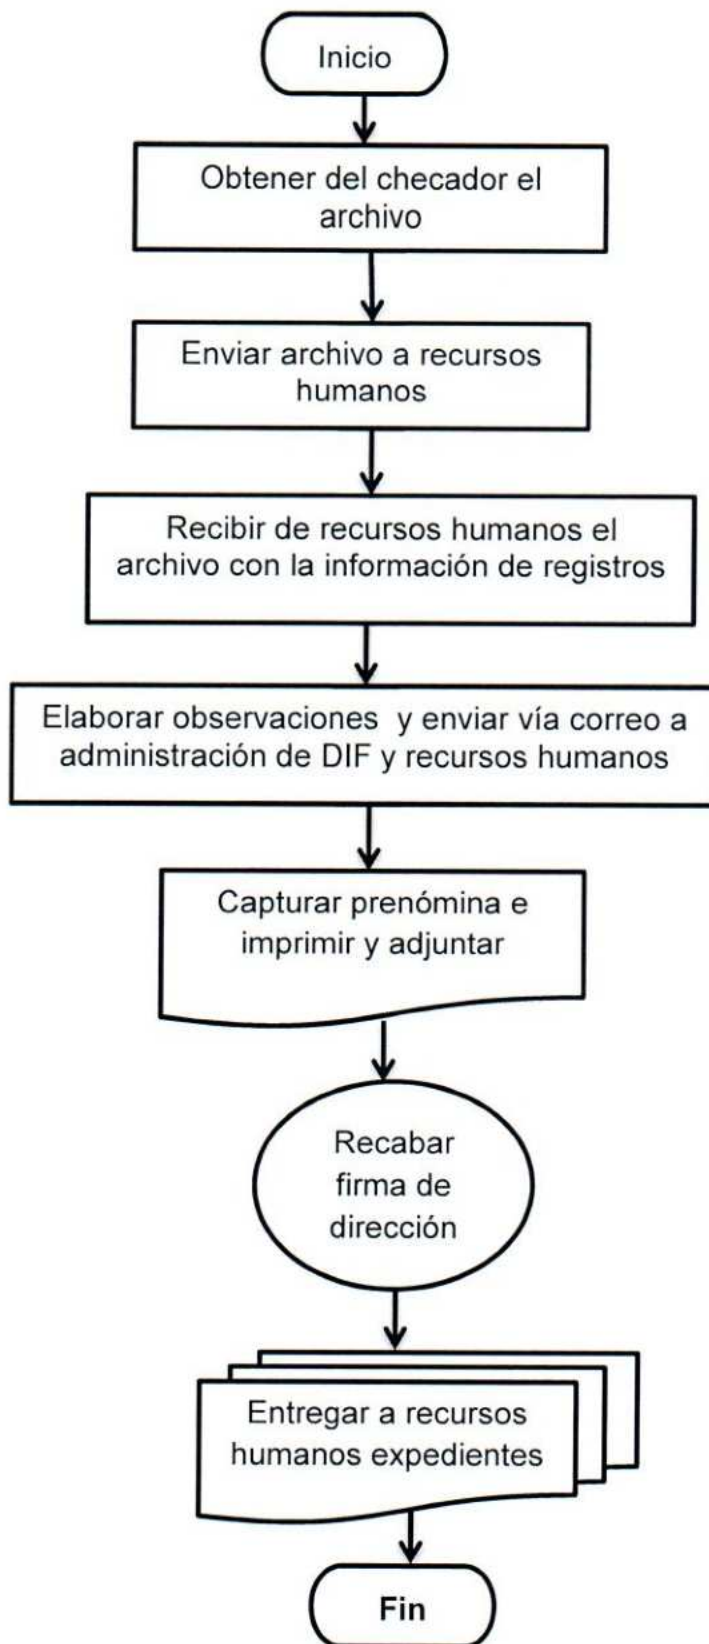 Inicio
Obtener del checador el
archivo
Enviar archivo a recursos
humanos
Recibir de recursos humanos el
archivo con la información de registros
Elaborar observaciones y enviar vía correo a
administración de DIF y recursos humanos
Capturar prenómina e
imprimir y adjuntar
Recabar
firma de
dirección
Entregar a recursos
humanos expedientes
Fin